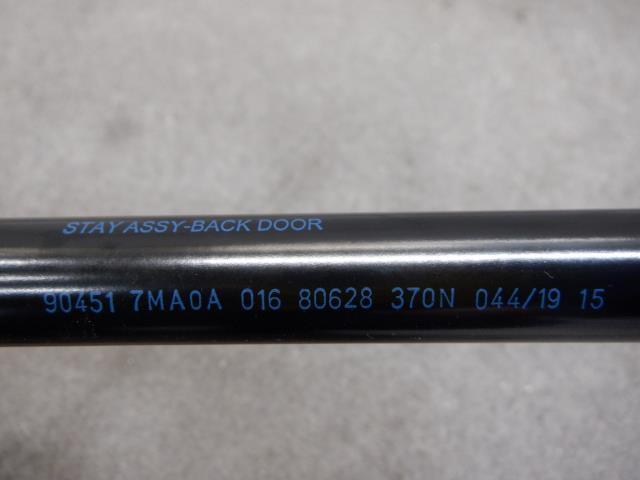 STAY ASSY-BACK DOOR
90451 7MA0A 016 80628 370N 044/19 15